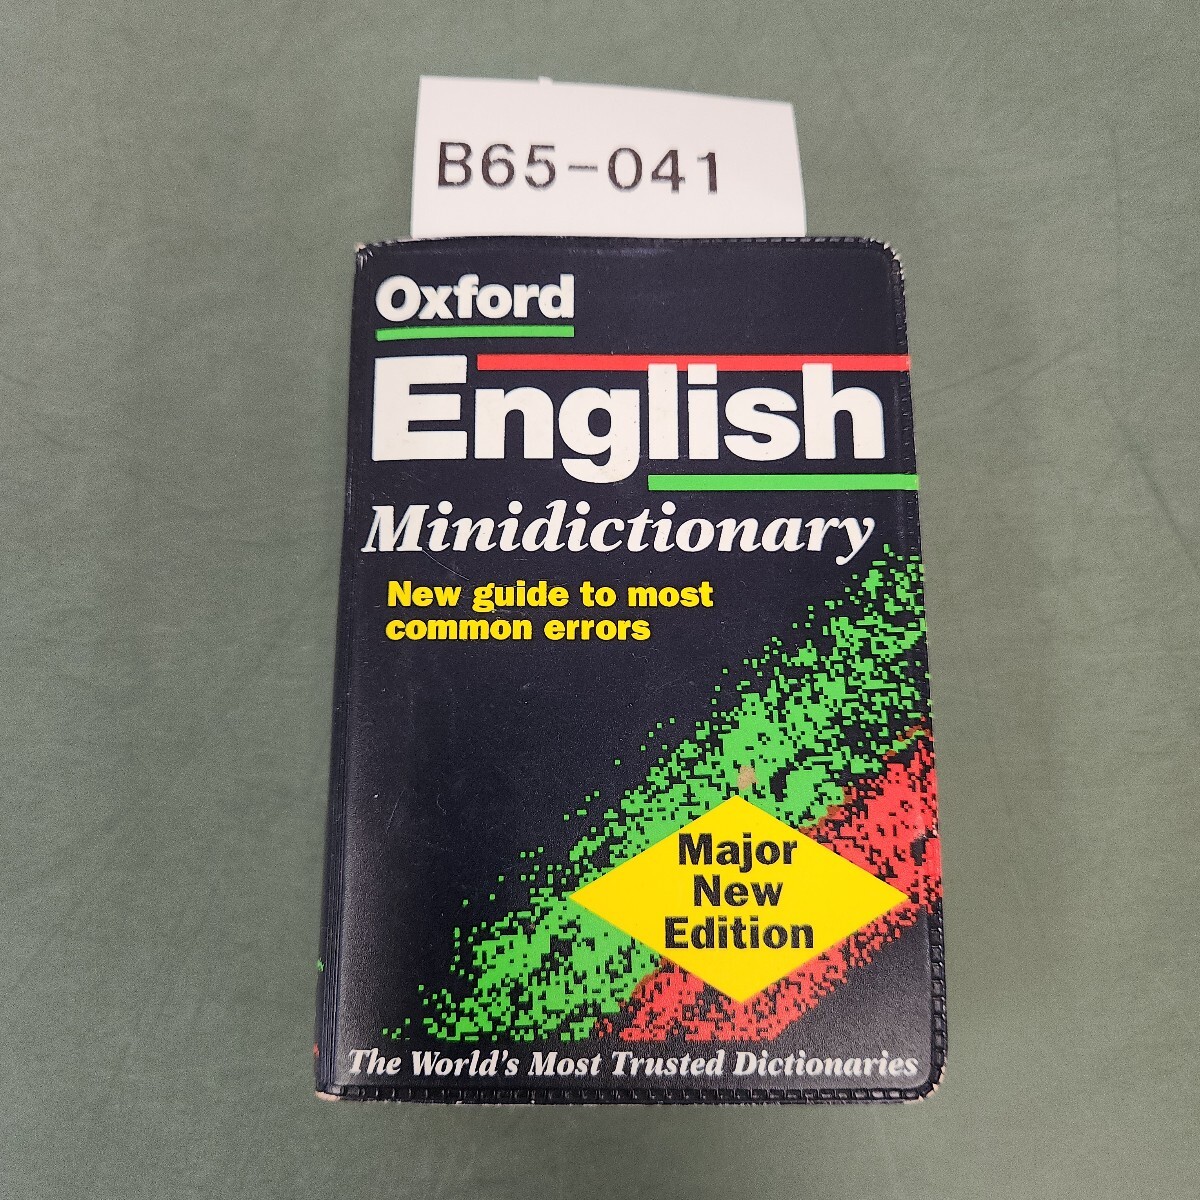 B65-041
Oxford
English
Minidictionary
New guide to most
common errors
Major
New
Edition
The World's Most Trusted Dictionaries